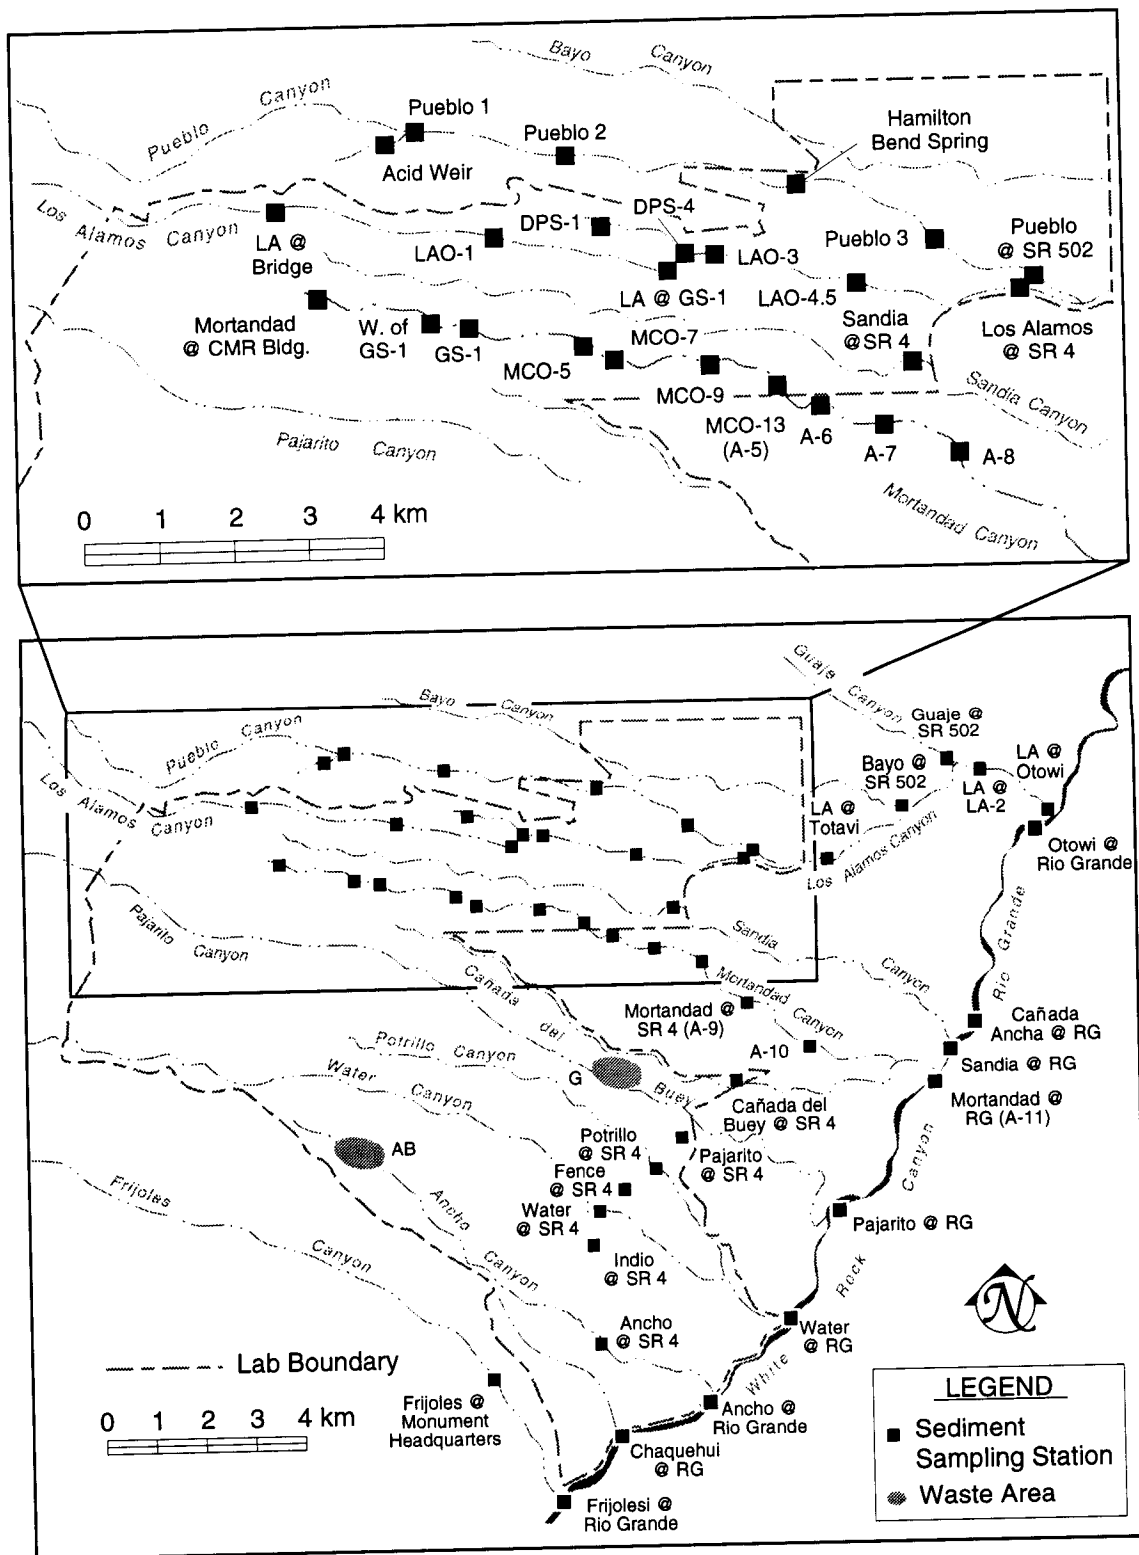 Bayo Canyon
Pueblo Canyon
Pueblo 1
Acid Weir
Pueblo 2
Hamilton
Bend Spring
Los Alamos Canyon
LA @
Bridge
LAO-1
DPS-1
DPS-4
LAO-3
LA @ GS-1
Pueblo 3
Pueblo
@ SR 502
LAO-4.5
Sandia
@ SR 4
Los Alamos
@ SR 4
Mortandad
@ CMR Bldg.
W. of
GS-1
GS-1
MCO-5
MCO-7
MCO-9
MCO-13
(A-5)
A-6
A-7
A-8
Sandia Canyon
Pajarito Canyon
Mortandad Canyon
0 1 2 3 4 km
Guaje Canyon
Bayo Canyon
Pueblo Canyon
Los Alamos Canyon
Guaje @
SR 502
Bayo @
SR 502
LA @
Otowi
LA @
LA-2
LA @
Totavi
Los Alamos Canyon
Otowi @
Rio Grande
Rio Grande
Pajarito Canyon
Sandia Canyon
Cañada del Buey
Mortandad Canyon
Mortandad @
SR 4 (A-9)
A-10
Cañada
Ancha @ RG
Sandia @ RG
Mortandad @
RG (A-11)
Potrillo Canyon
Water Canyon
G
Cañada del
Buey @ SR 4
Potrillo
@ SR 4
Pajarito
@ SR 4
Fence
@ SR 4
Water
@ SR 4
Indio
@ SR 4
AB
Ancho Canyon
Frijoles Canyon
Pajarito @ RG
White Rock Canyon
Ancho
@ SR 4
Water
@ RG
Lab Boundary
Frijoles @
Monument
Headquarters
Ancho @
Rio Grande
Chaquehui
@ RG
Frijolesi @
Rio Grande
0 1 2 3 4 km
N
LEGEND
Sediment
Sampling Station
Waste Area